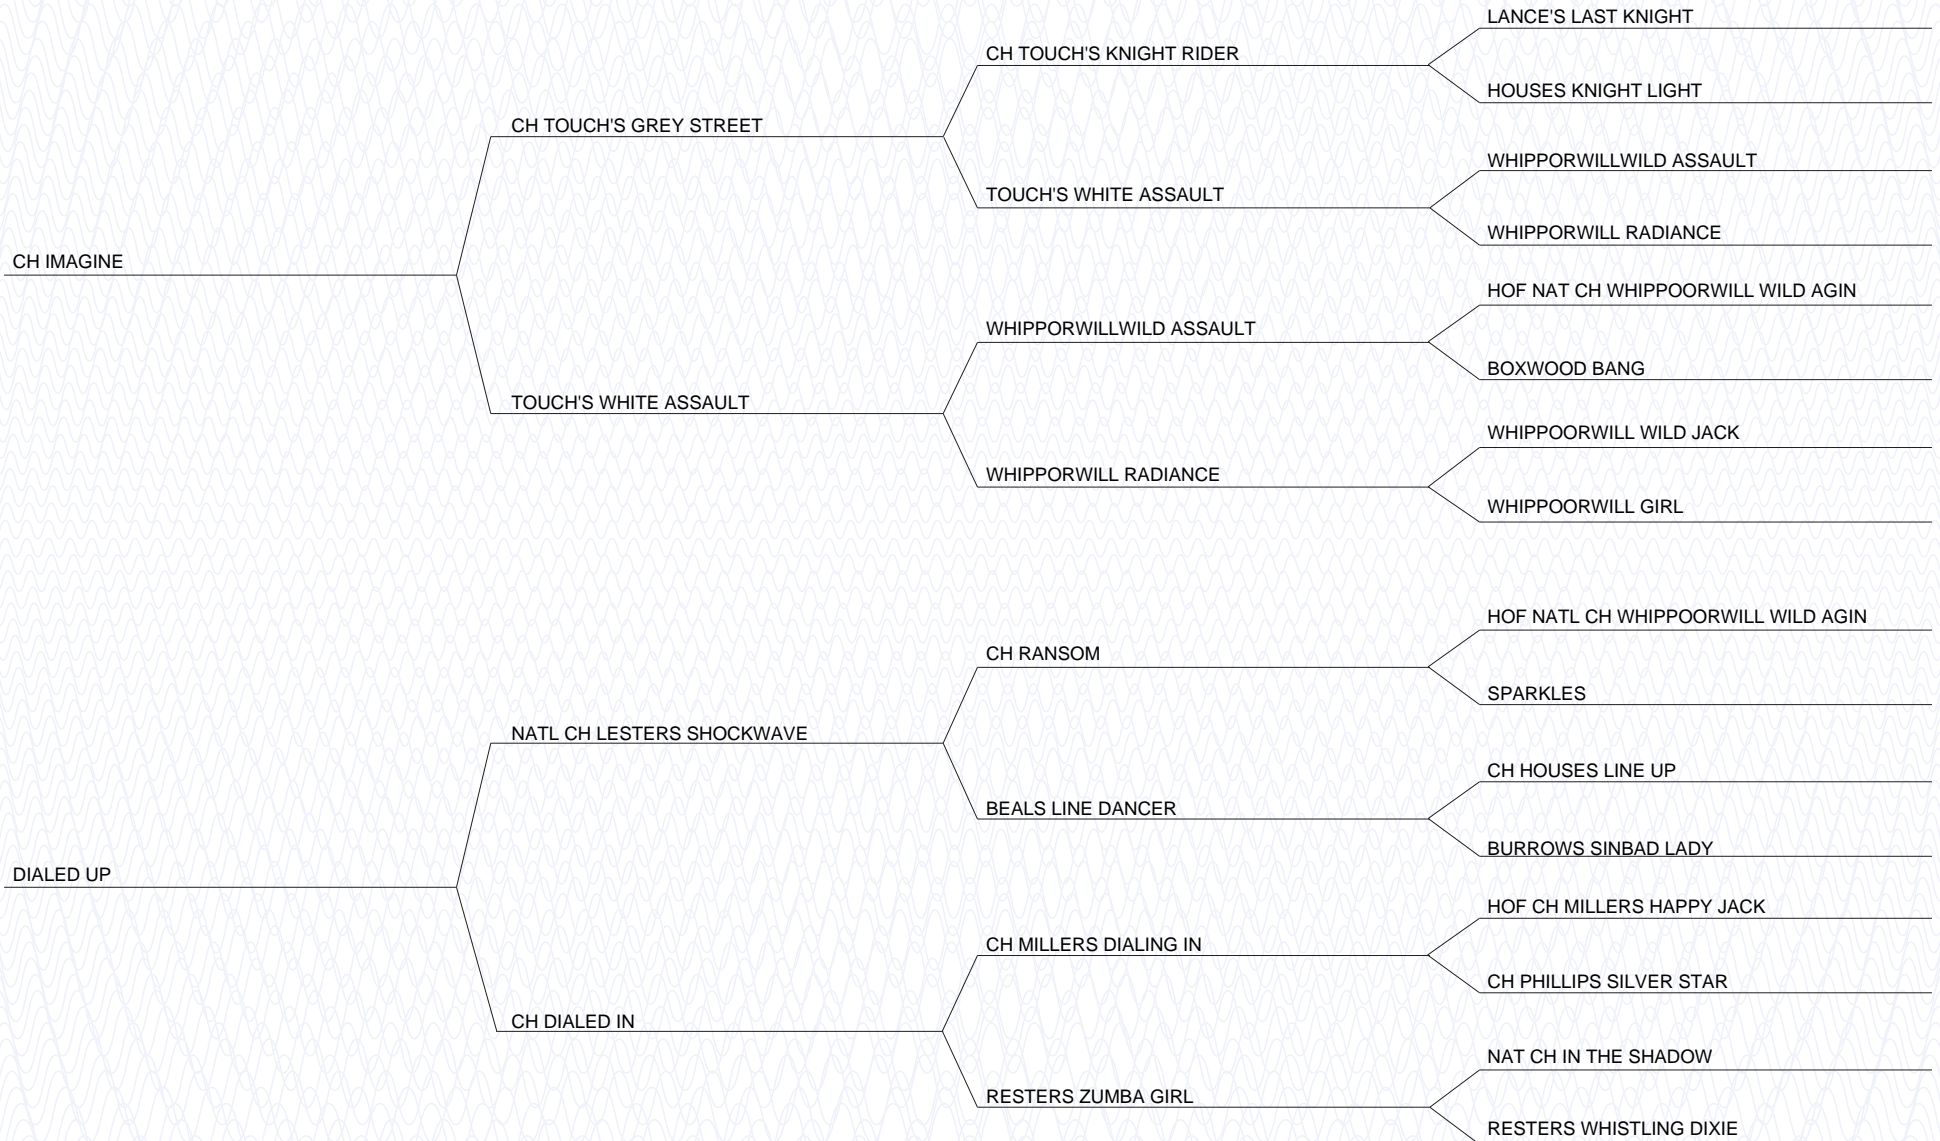 LANCE'S LAST KNIGHT
CH TOUCH'S KNIGHT RIDER
HOUSES KNIGHT LIGHT
CH TOUCH'S GREY STREET
WHIPPORWILLWILD ASSAULT
TOUCH'S WHITE ASSAULT
WHIPPORWILL RADIANCE
CH IMAGINE
HOF NAT CH WHIPPOORWILL WILD AGIN
WHIPPORWILLWILD ASSAULT
BOXWOOD BANG
TOUCH'S WHITE ASSAULT
WHIPPOORWILL WILD JACK
WHIPPORWILL RADIANCE
WHIPPOORWILL GIRL
HOF NATL CH WHIPPOORWILL WILD AGIN
CH RANSOM
SPARKLES
NATL CH LESTERS SHOCKWAVE
CH HOUSES LINE UP
BEALS LINE DANCER
BURROWS SINBAD LADY
DIALED UP
HOF CH MILLERS HAPPY JACK
CH MILLERS DIALING IN
CH PHILLIPS SILVER STAR
CH DIALED IN
NAT CH IN THE SHADOW
RESTERS ZUMBA GIRL
RESTERS WHISTLING DIXIE